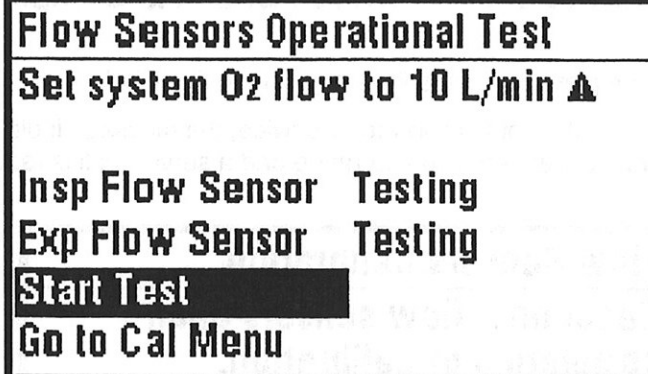 Flow Sensors Operational Test
Set system O2 flow to 10 L/min ⚠
Insp Flow Sensor Testing
Exp Flow Sensor Testing
Start Test
Go to Cal Menu